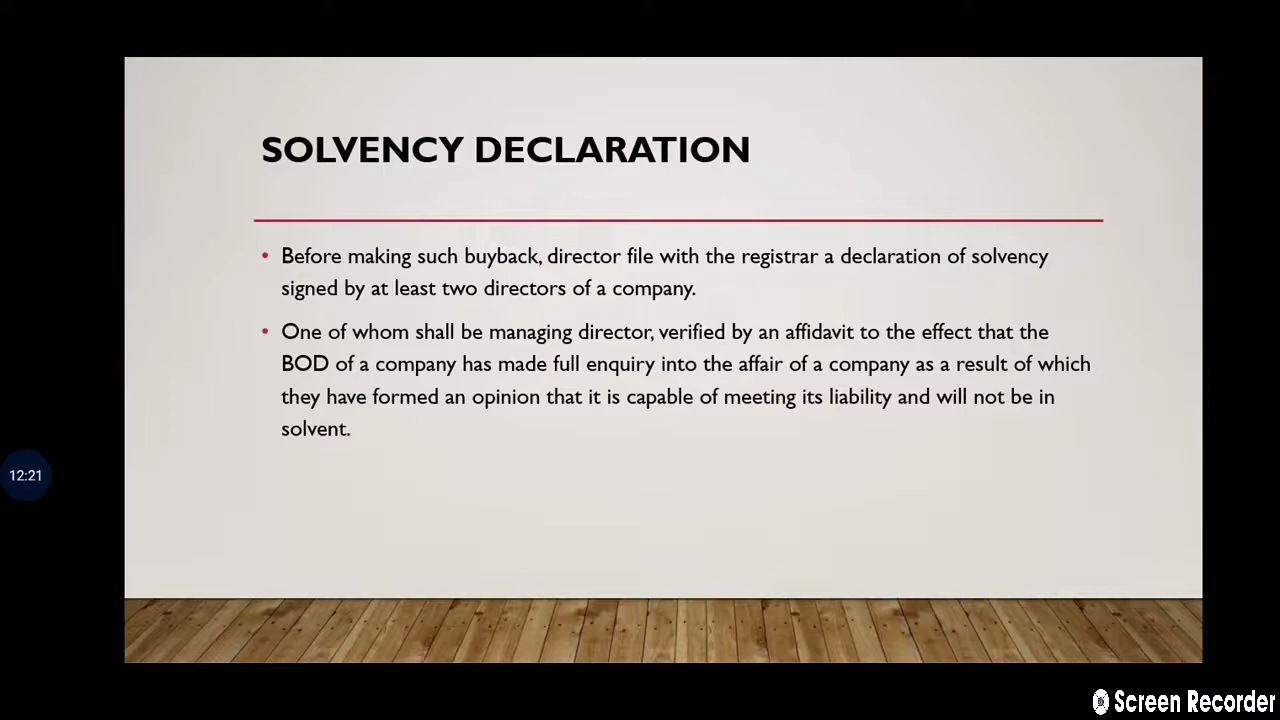 SOLVENCY DECLARATION
• Before making such buyback, director file with the registrar a declaration of solvency
signed by at least two directors of a company.
• One of whom shall be managing director, verified by an affidavit to the effect that the
BOD of a company has made full enquiry into the affair of a company as a result of which
they have formed an opinion that it is capable of meeting its liability and will not be in
solvent.
12:21
Screen Recorder